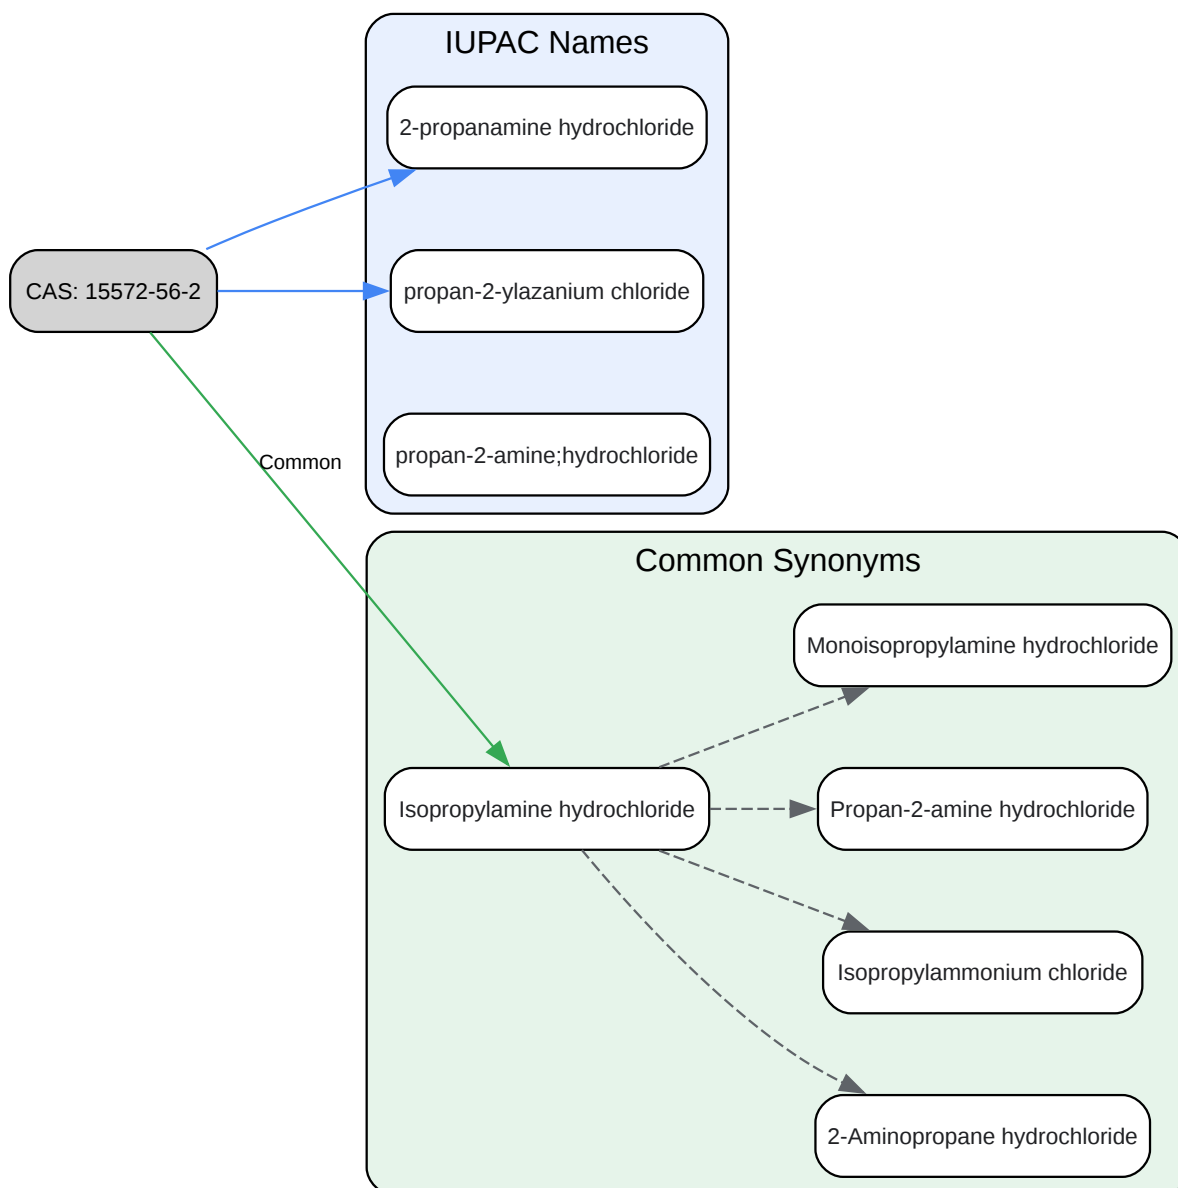 IUPAC Names
2-propanamine hydrochloride
CAS: 15572-56-2
propan-2-ylazanium chloride
propan-2-amine;hydrochloride
Common
Common Synonyms
Monoisopropylamine hydrochloride
Isopropylamine hydrochloride
Propan-2-amine hydrochloride
Isopropylammonium chloride
2-Aminopropane hydrochloride